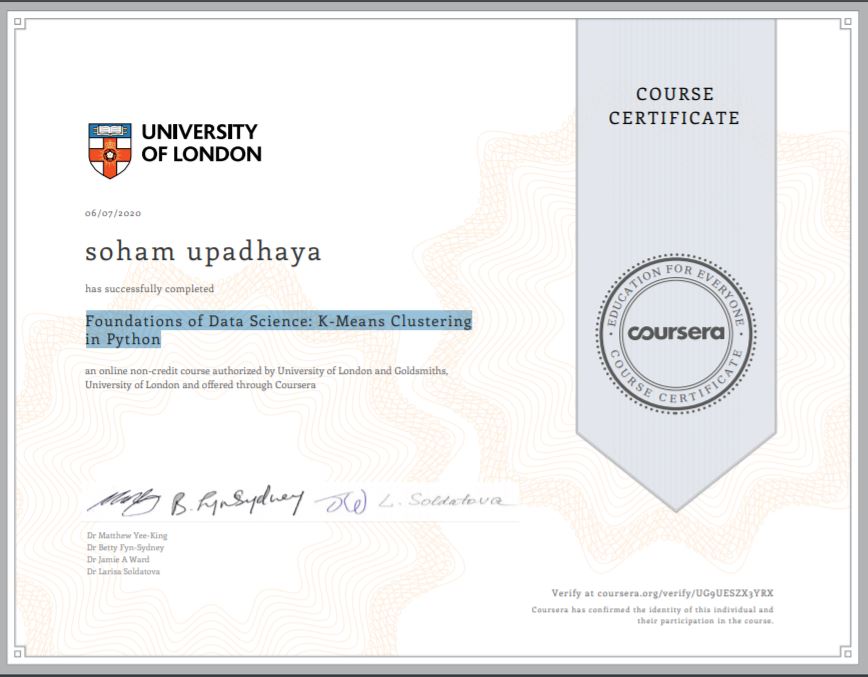 COURSE
CERTIFICATE
UNIVERSITY
OF LONDON
06/07/2020
soham upadhaya
has successfully completed
Foundations of Data Science: K-Means Clustering
in Python
an online non-credit course authorized by University of London and Goldsmiths,
University of London and offered through Coursera
EDUCATION FOR EVERYONE
coursera
COURSE CERTIFICATE
B. Fyn-Sydney
L. Soldatova
Dr Matthew Yee-King
Dr Betty Fyn-Sydney
Dr Jamie A Ward
Dr Larisa Soldatova
Verify at coursera.org/verify/UG9UESZX3YRX
Coursera has confirmed the identity of this individual and
their participation in the course.